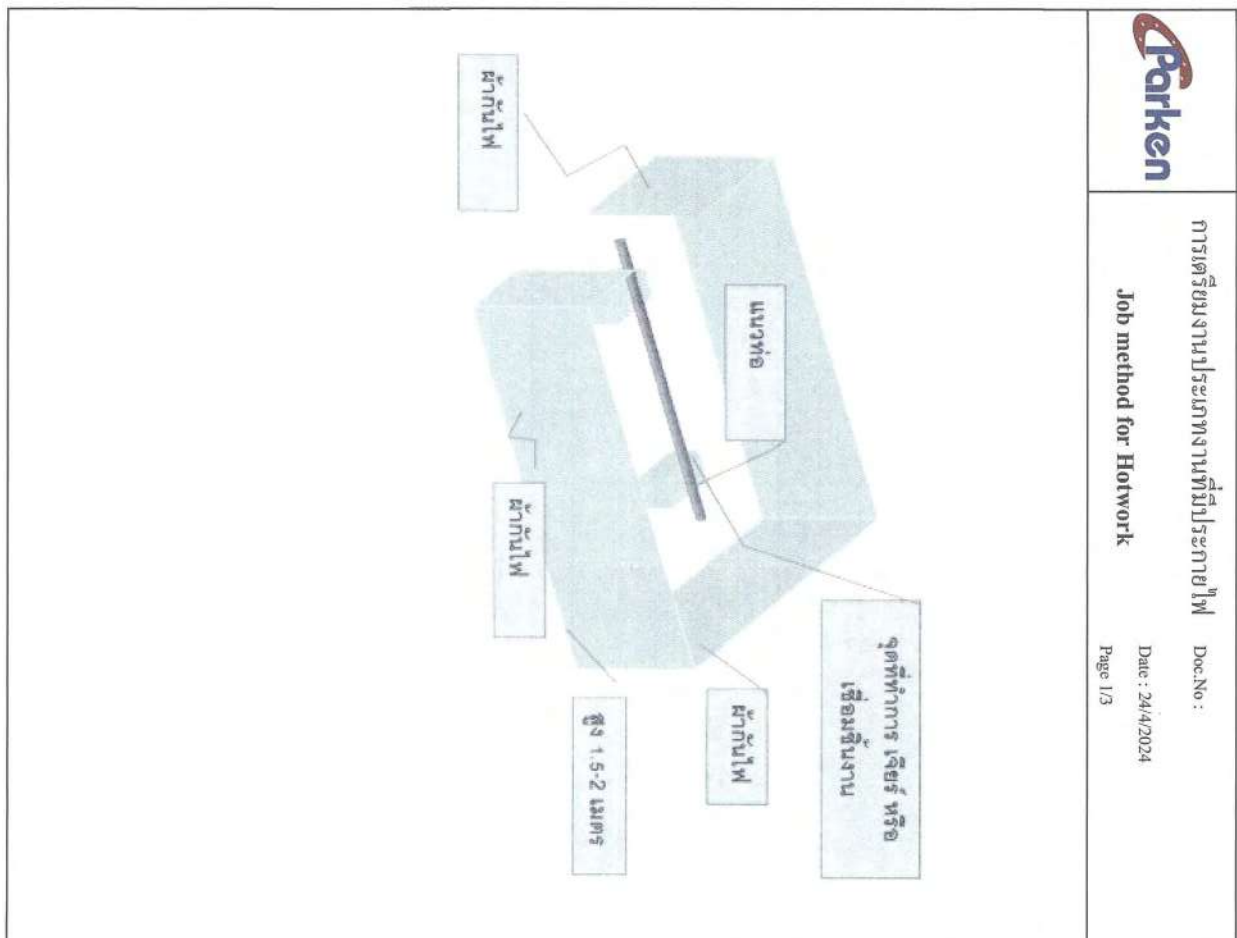 Parken
การเตรียมงานประเภทงานที่มีประกายไฟ
Job method for Hotwork
Doc.No :
Date : 24/4/2024
Page 1/3
จุดที่ทำการ เจียร์ หรือ
เชื่อมชิ้นงาน
แนวท่อ
ผ้ากันไฟ
ผ้ากันไฟ
ผ้ากันไฟ
สูง 1.5-2 เมตร